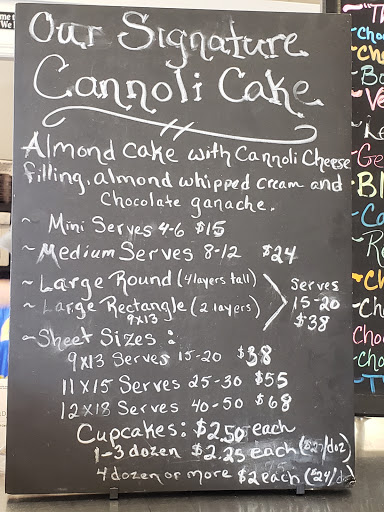 Our Signature
Cannoli Cake
Almond cake with Cannoli Cheese
filling, almond whipped cream and
Chocolate ganache.
~ Mini Serves 4-6 $15
~ Medium Serves 8-12 $24
~ Large Round (4 layers tall)
~ Large Rectangle (2 layers)
9x13
Serves
15-20
$38
~ Sheet Sizes:
9x13 Serves 15-20 $38
11x15 Serves 25-30 $55
12x18 Serves 40-50 $68
Cupcakes: $2.50 each
1-3 dozen $2.25 each ($27/doz)
4 dozen or more $2 each ($24/doz